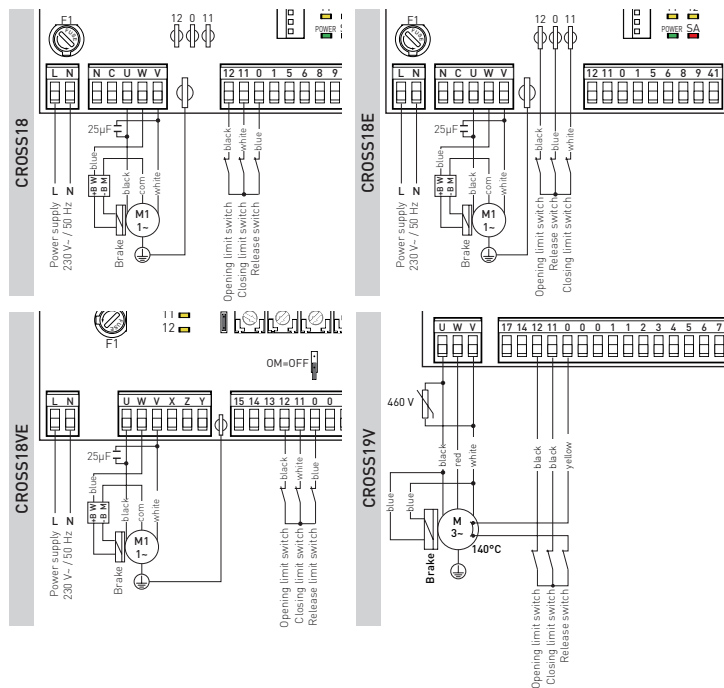 CROSS18
F1
FUSE
12 0 11
POWER
L N
N C U W V
12 11 0 1 5 6 8 9
25µF
blue
+B W
- B M
black
com
white
M1
1~
Brake
L N
Power supply
230 V~ / 50 Hz
black
white
blue
Opening limit switch
Closing limit switch
Release switch
CROSS18E
F1
FUSE
12 0 11
11 12
POWER SA
L N
N C U W V
12 11 0 1 5 6 8 9 41
25µF
blue
+B W
- B M
black
com
white
M1
1~
Brake
L N
Power supply
230 V~ / 50 Hz
black
blue
white
Opening limit switch
Release switch
Closing limit switch
CROSS18VE
F1
11
12
OM=OFF
L N
U W V X Z Y
15 14 13 12 11 0 0
25µF
blue
+B W
- B M
black
com
white
M1
1~
Brake
L N
Power supply
230 V~ / 50 Hz
black
white
blue
Opening limit switch
Closing limit switch
Release limit switch
CROSS19V
U W V
17 14 12 11 0 0 0 1 1 2 3 4 5 6 7
460 V
black
red
white
blue
blue
M
3~
140°C
Brake
black
black
yellow
Opening limit switch
Closing limit switch
Release switch